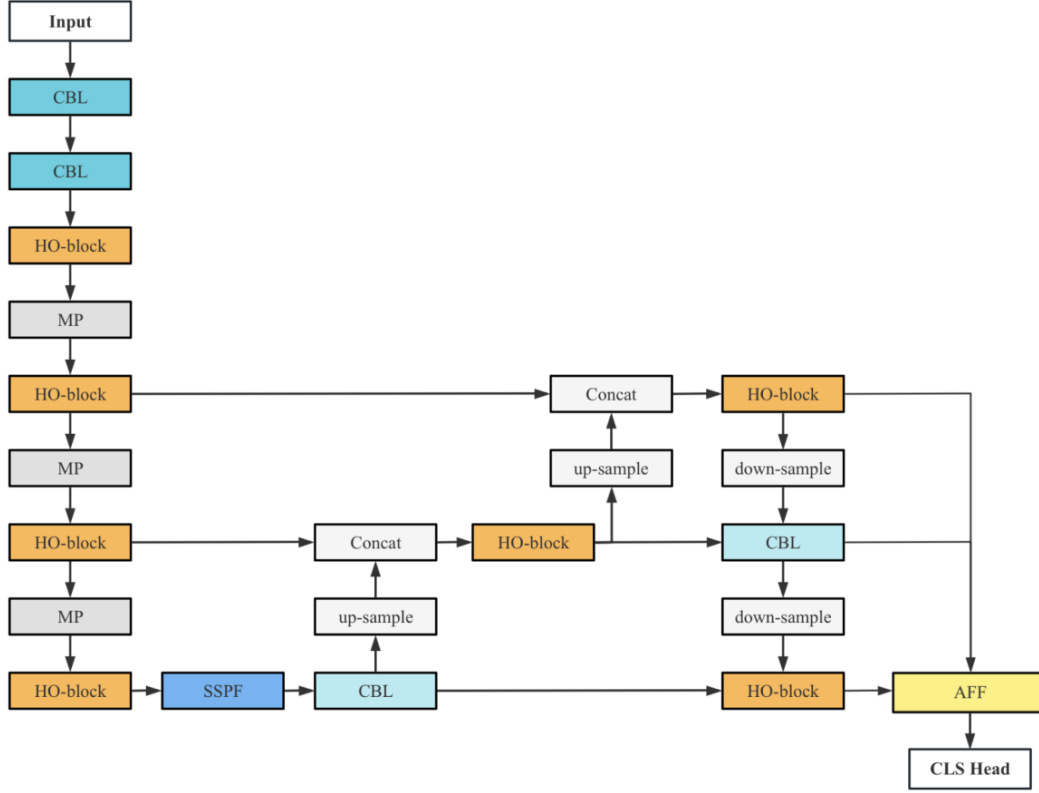 Input
CBL
CBL
HO-block
MP
HO-block
Concat
HO-block
MP
up-sample
down-sample
HO-block
Concat
HO-block
CBL
MP
up-sample
down-sample
HO-block
SSPF
CBL
HO-block
AFF
CLS Head